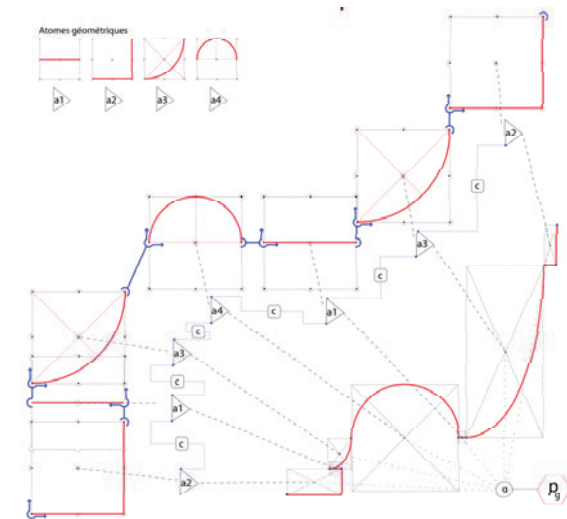 Atomes géométriques
a1 a2 a3 a4
a2
c
a3
c
a4 c a1
c
a3
c
a1
c
a2
α pg